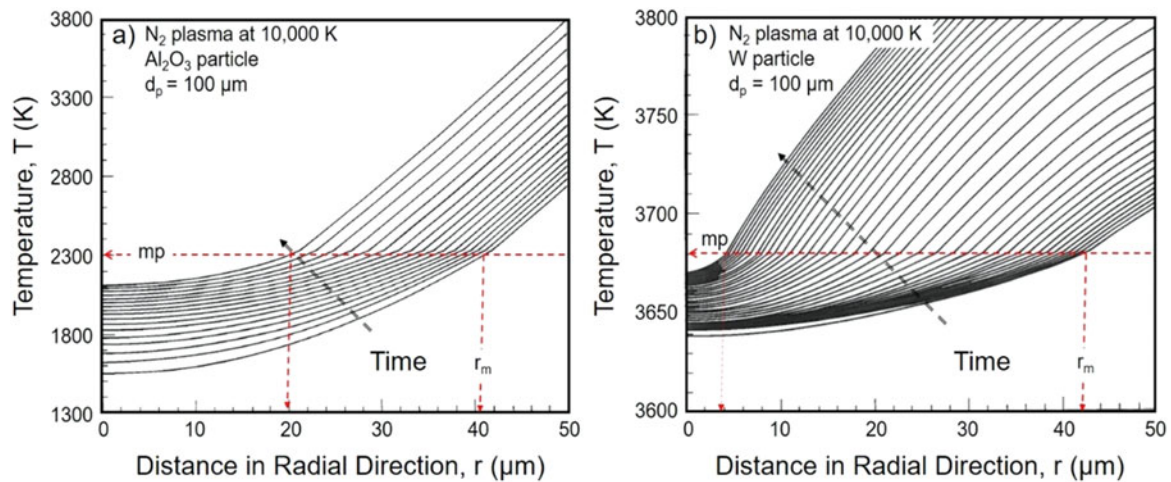 a) N₂ plasma at 10,000 K
Al₂O₃ particle
dₚ = 100 µm
Temperature, T (K)
3800
3300
2800
2300
1800
1300
mp
Time
rₘ
0
10
20
30
40
50
Distance in Radial Direction, r (µm)
b) N₂ plasma at 10,000 K
W particle
dₚ = 100 µm
Temperature, T (K)
3800
3750
3700
3650
3600
mp
Time
rₘ
0
10
20
30
40
50
Distance in Radial Direction, r (µm)